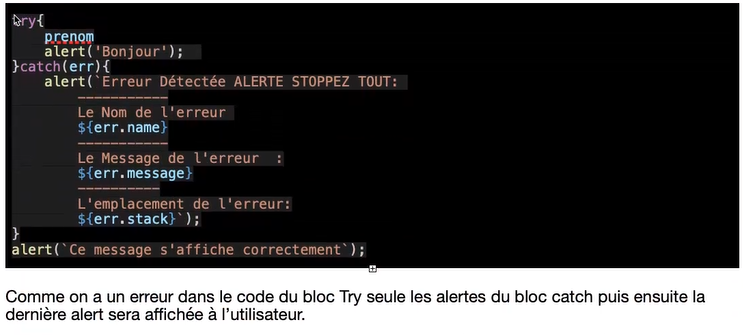 try{
prenom
alert('Bonjour');
}catch(err){
alert(`Erreur Détectée ALERTE STOPPEZ TOUT:
-----------
Le Nom de l'erreur
${err.name}
-----------
Le Message de l'erreur  :
${err.message}
----------
L'emplacement de l'erreur:
${err.stack}`);
}
alert(`Ce message s'affiche correctement`);
Comme on a un erreur dans le code du bloc Try seule les alertes du bloc catch puis ensuite la
dernière alert sera affichée à l’utilisateur.